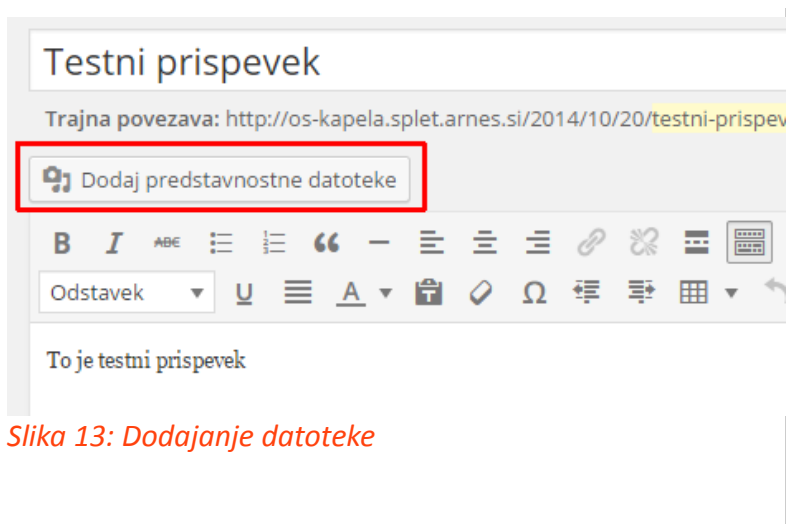 Testni prispevek
Trajna povezava: http://os-kapela.splet.arnes.si/2014/10/20/testni-prispev
Dodaj predstavnostne datoteke
B I ABE
Odstavek U A T Ω
To je testni prispevek
Slika 13: Dodajanje datoteke